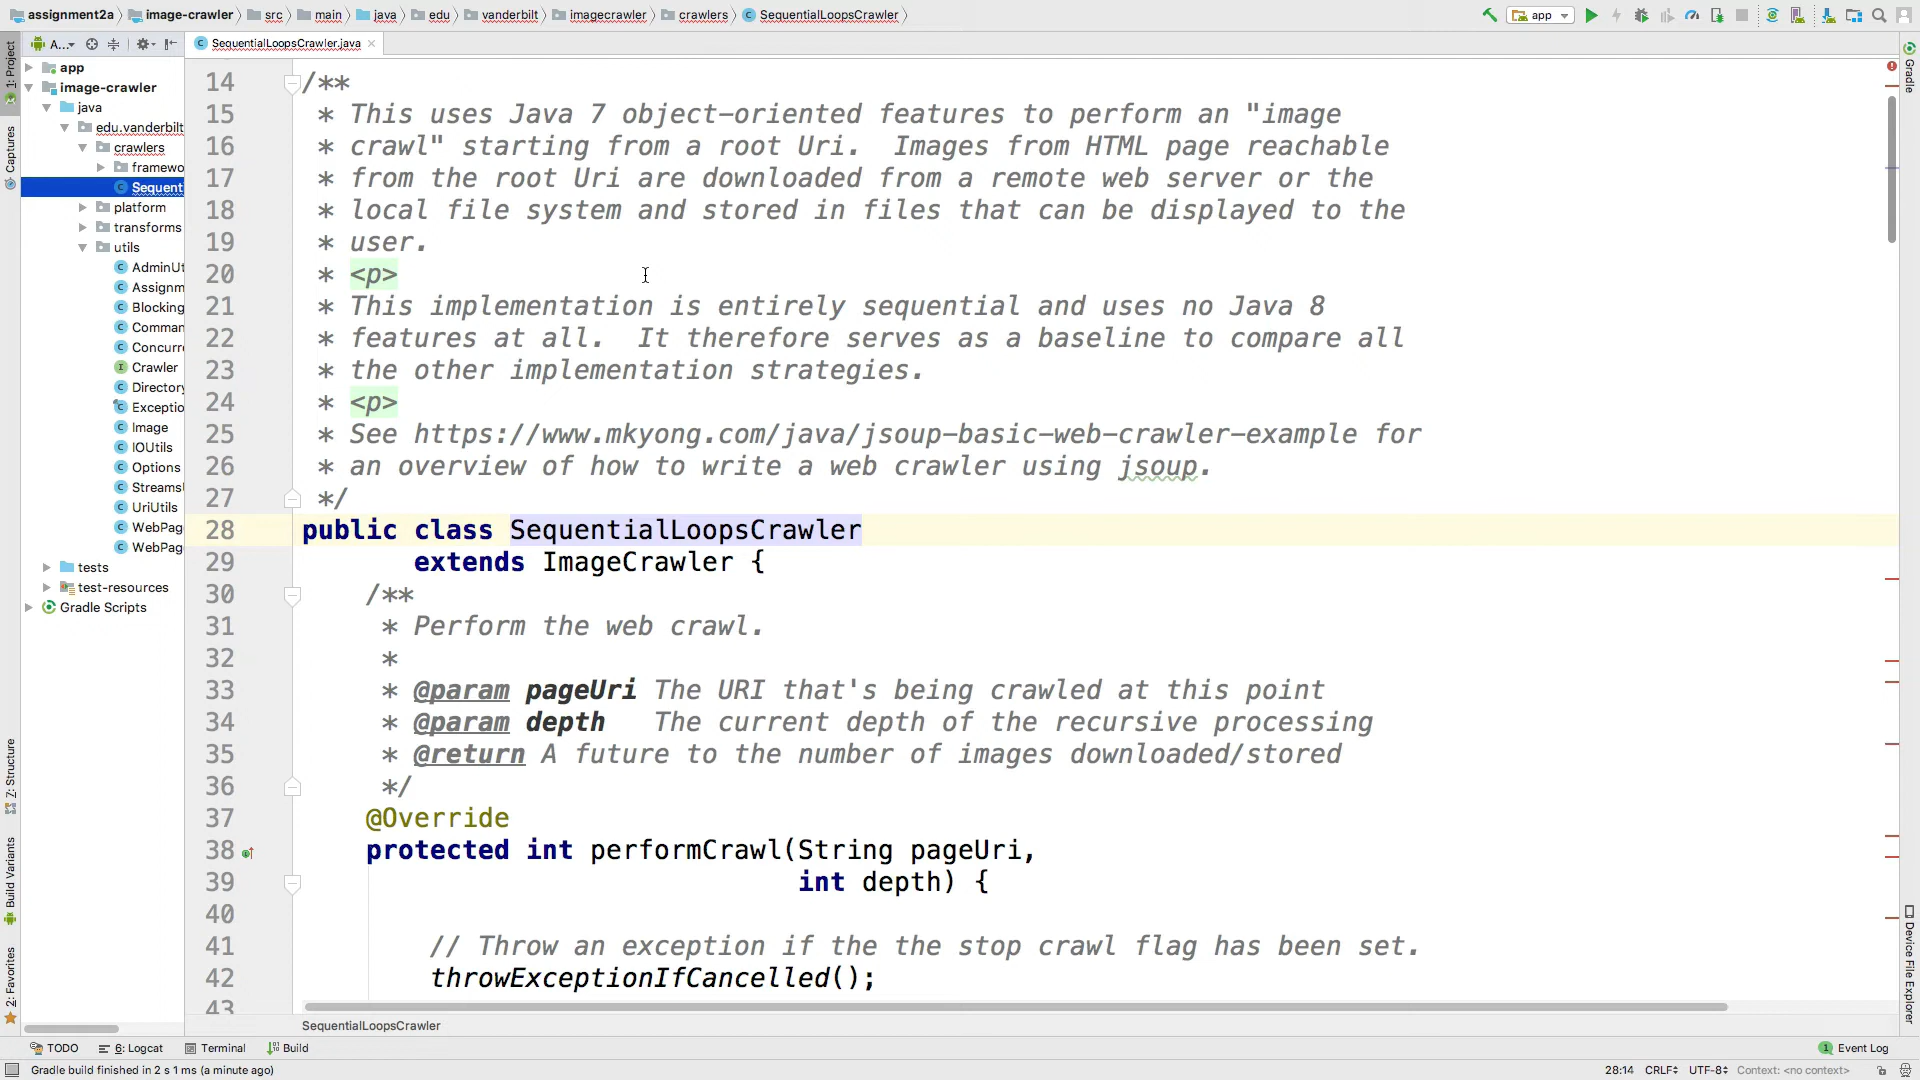 assignment2a image-crawler src main java edu vanderbilt imagecrawler crawlers SequentialLoopsCrawler app
A... SequentialLoopsCrawler.java
1: Project
Captures
Z: Structure
Build Variants
2: Favorites
app
image-crawler
java
edu.vanderbilt
crawlers
framewo
Sequent
platform
transforms
utils
AdminUt
Assignm
Blocking
Comman
Concurre
Crawler
Directory
Exceptio
Image
IOUtils
Options
StreamsU
UriUtils
WebPag
WebPag
tests
test-resources
Gradle Scripts
14 /**
15 * This uses Java 7 object-oriented features to perform an "image
16 * crawl" starting from a root Uri.  Images from HTML page reachable
17 * from the root Uri are downloaded from a remote web server or the
18 * local file system and stored in files that can be displayed to the
19 * user.
20 * <p>
21 * This implementation is entirely sequential and uses no Java 8
22 * features at all.  It therefore serves as a baseline to compare all
23 * the other implementation strategies.
24 * <p>
25 * See https://www.mkyong.com/java/jsoup-basic-web-crawler-example for
26 * an overview of how to write a web crawler using jsoup.
27 */
28 public class SequentialLoopsCrawler
29 extends ImageCrawler {
30 /**
31 * Perform the web crawl.
32 *
33 * @param pageUri The URI that's being crawled at this point
34 * @param depth   The current depth of the recursive processing
35 * @return A future to the number of images downloaded/stored
36 */
37 @Override
38 protected int performCrawl(String pageUri,
39 int depth) {
40
41 // Throw an exception if the the stop crawl flag has been set.
42 throwExceptionIfCancelled();
43
SequentialLoopsCrawler
Gradle
Device File Explorer
TODO 6: Logcat Terminal Build 1 Event Log
Gradle build finished in 2 s 1 ms (a minute ago) 28:14 CRLF UTF-8 Context: <no context>